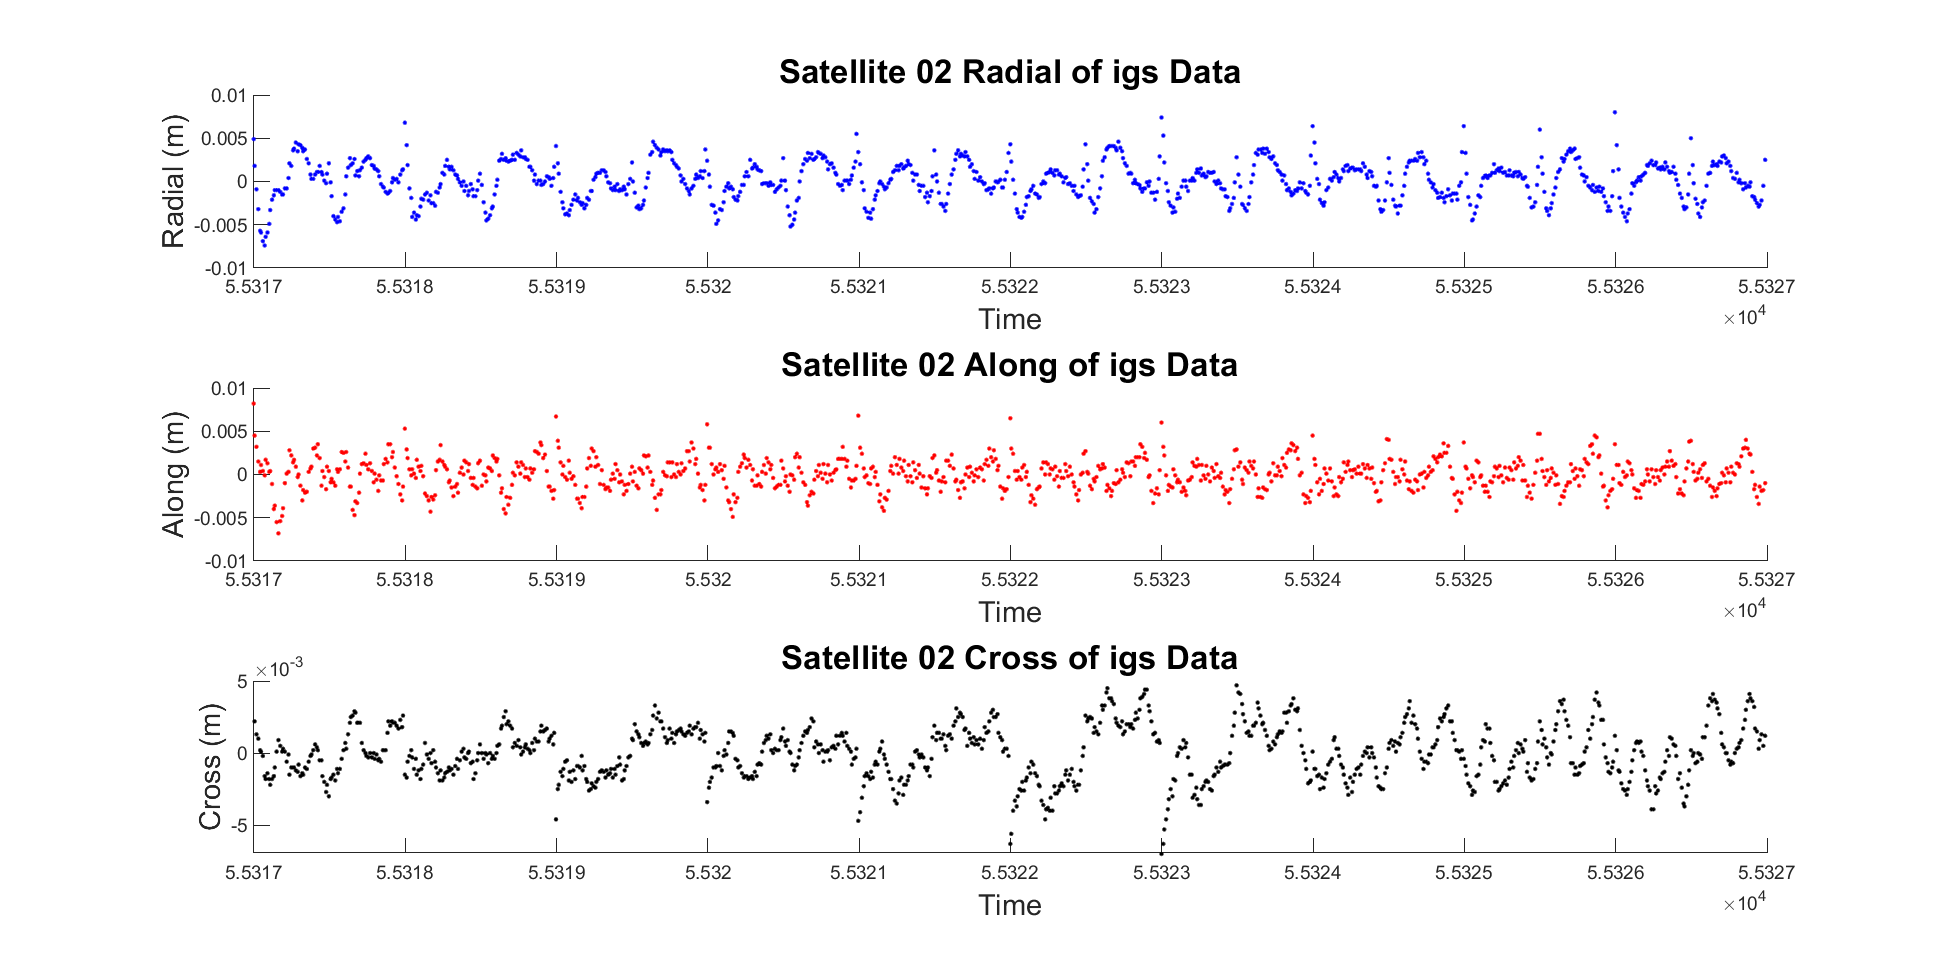 Satellite 02 Radial of igs Data
0.01
0.005
0
-0.005
-0.01
Radial (m)
5.5317 5.5318 5.5319 5.532 5.5321 5.5322 5.5323 5.5324 5.5325 5.5326 5.5327
Time
×10^4
Satellite 02 Along of igs Data
0.01
0.005
0
-0.005
-0.01
Along (m)
5.5317 5.5318 5.5319 5.532 5.5321 5.5322 5.5323 5.5324 5.5325 5.5326 5.5327
Time
×10^4
Satellite 02 Cross of igs Data
×10^-3
5
0
-5
Cross (m)
5.5317 5.5318 5.5319 5.532 5.5321 5.5322 5.5323 5.5324 5.5325 5.5326 5.5327
Time
×10^4